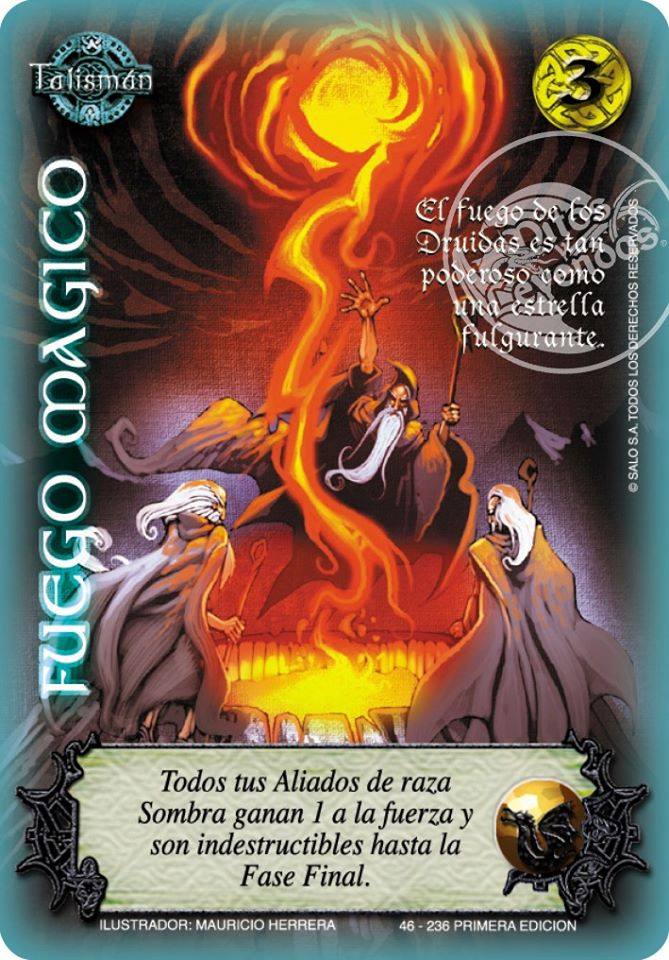 Talismán
3
FUEGO MAGICO
El fuego de los
Druidas es tan
poderoso como
una estrella
fulgurante.
© SALO S.A. TODOS LOS DERECHOS RESERVADOS
Todos tus Aliados de raza
Sombra ganan 1 a la fuerza y
son indestructibles hasta la
Fase Final.
ILUSTRADOR: MAURICIO HERRERA
46 - 236 PRIMERA EDICION